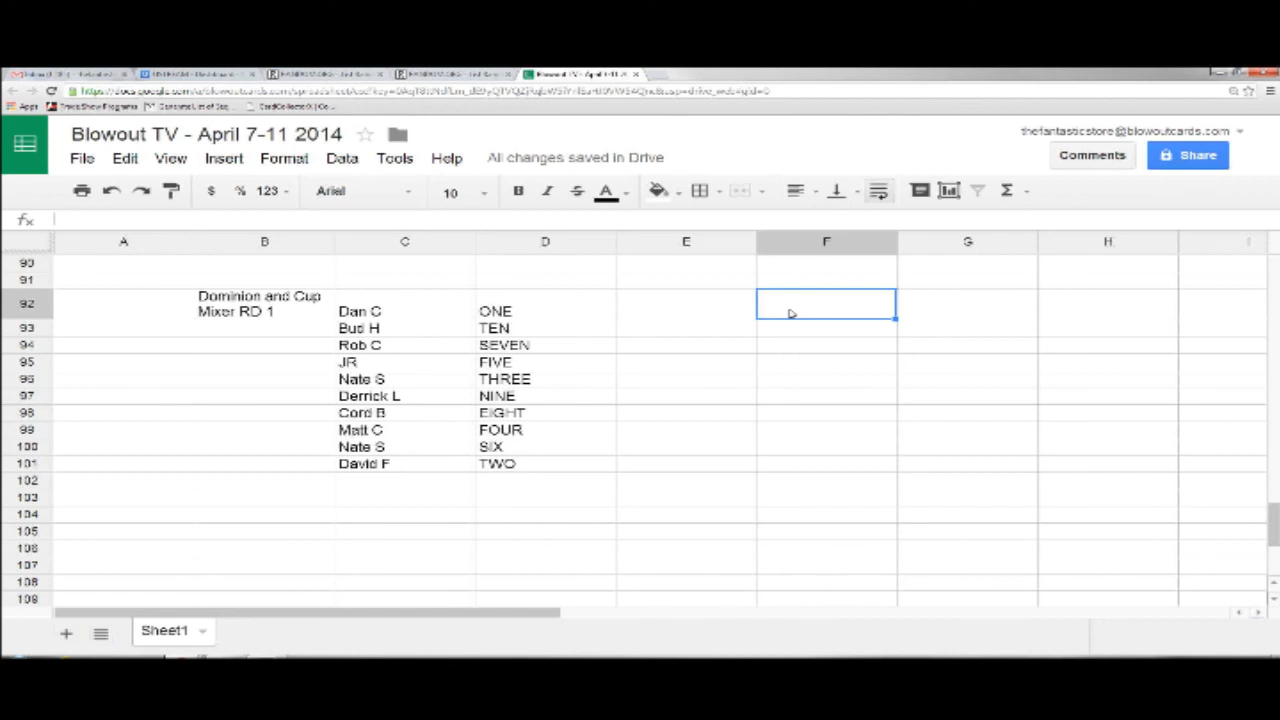 Blowout TV - April 7-11 2014
thefantasticstore@blowoutcards.com
File Edit View Insert Format Data Tools Help All changes saved in Drive
Comments Share
$ % 123 Arial 10 B I S A Σ
fx
A B C D E F G H I
90
91
92 Dominion and Cup
Mixer RD 1 Dan C ONE
93 Bud H TEN
94 Rob C SEVEN
95 JR FIVE
96 Nate S THREE
97 Derrick L NINE
98 Cord B EIGHT
99 Matt C FOUR
100 Nate S SIX
101 David F TWO
102
103
104
105
106
107
108
109
Sheet1